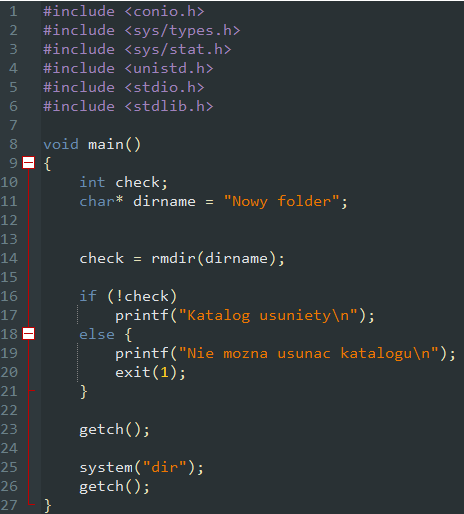 1 #include <conio.h>
2 #include <sys/types.h>
3 #include <sys/stat.h>
4 #include <unistd.h>
5 #include <stdio.h>
6 #include <stdlib.h>
7
8 void main()
9 {
10     int check;
11     char* dirname = "Nowy folder";
12
13
14     check = rmdir(dirname);
15
16     if (!check)
17         printf("Katalog usuniety\n");
18     else {
19         printf("Nie mozna usunac katalogu\n");
20         exit(1);
21     }
22
23     getch();
24
25     system("dir");
26     getch();
27 }